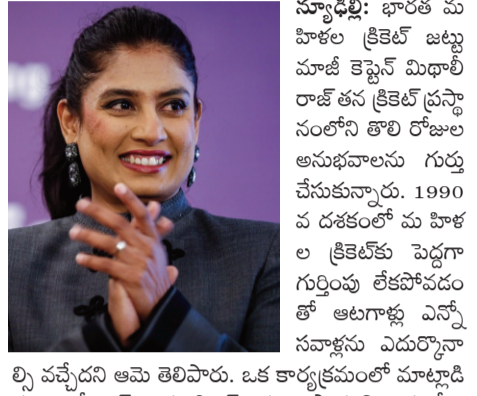 న్యూఢిల్లీ: భారత మ
హిళల క్రికెట్ జట్టు
మాజీ కెప్టెన్ మిథాలీ
రాజ్ తన క్రికెట్ ప్రస్థా
నంలోని తొలి రోజుల
అనుభవాలను గుర్తు
చేసుకున్నారు. 1990
వ దశకంలో మ హిళ
ల క్రికెట్‌కు పెద్దగా
గుర్తింపు లేకపోవడం
తో ఆటగాళ్లు ఎన్నో
సవాళ్లను ఎదుర్కొనా
ల్సి వచ్చేదని ఆమె తెలిపారు. ఒక కార్యక్రమంలో మాట్లాడి